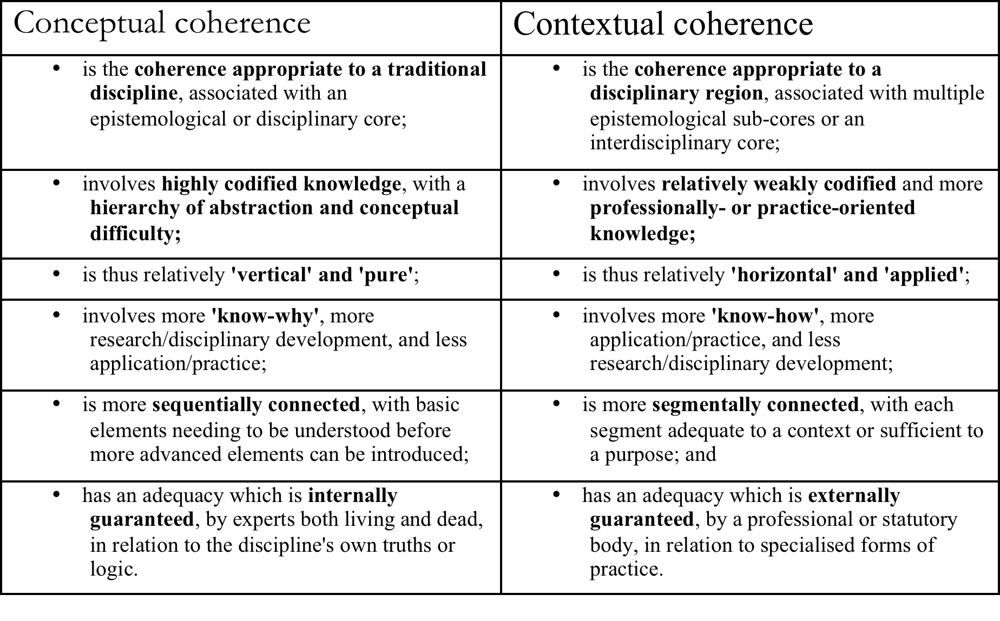 Conceptual coherence
Contextual coherence
• is the coherence appropriate to a traditional
discipline, associated with an
epistemological or disciplinary core;
• is the coherence appropriate to a
disciplinary region, associated with multiple
epistemological sub-cores or an
interdisciplinary core;
• involves highly codified knowledge, with a
hierarchy of abstraction and conceptual
difficulty;
• involves relatively weakly codified and more
professionally- or practice-oriented
knowledge;
• is thus relatively 'vertical' and 'pure';
• is thus relatively 'horizontal' and 'applied';
• involves more 'know-why', more
research/disciplinary development, and less
application/practice;
• involves more 'know-how', more
application/practice, and less
research/disciplinary development;
• is more sequentially connected, with basic
elements needing to be understood before
more advanced elements can be introduced;
• is more segmentally connected, with each
segment adequate to a context or sufficient to
a purpose; and
• has an adequacy which is internally
guaranteed, by experts both living and dead,
in relation to the discipline's own truths or
logic.
• has an adequacy which is externally
guaranteed, by a professional or statutory
body, in relation to specialised forms of
practice.